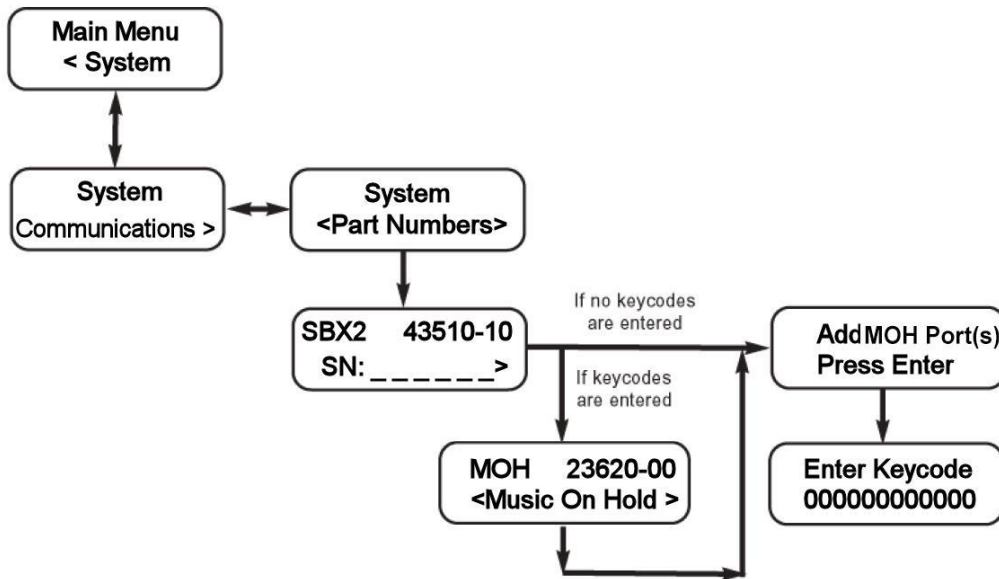 Main Menu
< System
System
Communications >
System
<Part Numbers>
SBX2 43510-10
SN: _ _ _ _ _ _ _ >
If no keycodes
are entered
If keycodes
are entered
Add MOH Port(s)
Press Enter
MOH 23620-00
<Music On Hold >
Enter Keycode
000000000000